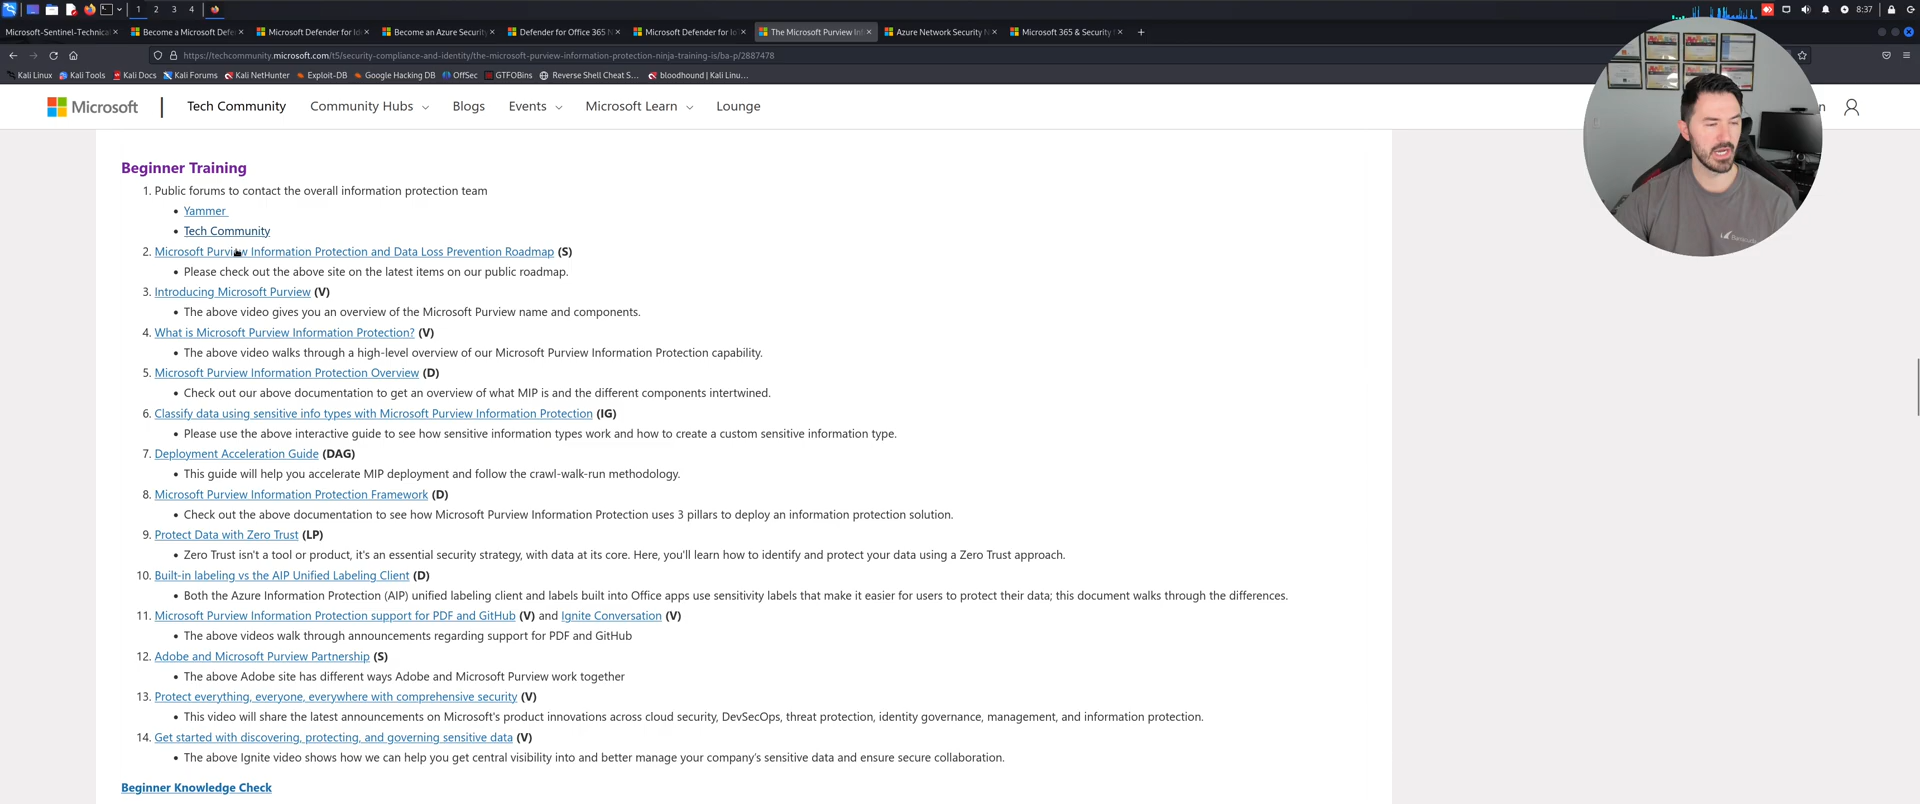 1 2 3 4 8:37
Microsoft-Sentinel-Technical Become a Microsoft Defe Microsoft Defender for Id Become an Azure Security Defender for Office 365 N Microsoft Defender for Io The Microsoft Purview In Azure Network Security N Microsoft 365 & Security
https://techcommunity.microsoft.com/t5/security-compliance-and-identity/the-microsoft-purview-information-protection-ninja-training-is/ba-p/2887478
Kali Linux Kali Tools Kali Docs Kali Forums Kali NetHunter Exploit-DB Google Hacking DB OffSec GTFOBins Reverse Shell Cheat S... bloodhound | Kali Linu...
Microsoft Tech Community Community Hubs Blogs Events Microsoft Learn Lounge
Beginner Training
1. Public forums to contact the overall information protection team
• Yammer
• Tech Community
2. Microsoft Purview Information Protection and Data Loss Prevention Roadmap (S)
• Please check out the above site on the latest items on our public roadmap.
3. Introducing Microsoft Purview (V)
• The above video gives you an overview of the Microsoft Purview name and components.
4. What is Microsoft Purview Information Protection? (V)
• The above video walks through a high-level overview of our Microsoft Purview Information Protection capability.
5. Microsoft Purview Information Protection Overview (D)
• Check out our above documentation to get an overview of what MIP is and the different components intertwined.
6. Classify data using sensitive info types with Microsoft Purview Information Protection (IG)
• Please use the above interactive guide to see how sensitive information types work and how to create a custom sensitive information type.
7. Deployment Acceleration Guide (DAG)
• This guide will help you accelerate MIP deployment and follow the crawl-walk-run methodology.
8. Microsoft Purview Information Protection Framework (D)
• Check out the above documentation to see how Microsoft Purview Information Protection uses 3 pillars to deploy an information protection solution.
9. Protect Data with Zero Trust (LP)
• Zero Trust isn't a tool or product, it's an essential security strategy, with data at its core. Here, you'll learn how to identify and protect your data using a Zero Trust approach.
10. Built-in labeling vs the AIP Unified Labeling Client (D)
• Both the Azure Information Protection (AIP) unified labeling client and labels built into Office apps use sensitivity labels that make it easier for users to protect their data; this document walks through the differences.
11. Microsoft Purview Information Protection support for PDF and GitHub (V) and Ignite Conversation (V)
• The above videos walk through announcements regarding support for PDF and GitHub
12. Adobe and Microsoft Purview Partnership (S)
• The above Adobe site has different ways Adobe and Microsoft Purview work together
13. Protect everything, everyone, everywhere with comprehensive security (V)
• This video will share the latest announcements on Microsoft's product innovations across cloud security, DevSecOps, threat protection, identity governance, management, and information protection.
14. Get started with discovering, protecting, and governing sensitive data (V)
• The above Ignite video shows how we can help you get central visibility into and better manage your company's sensitive data and ensure secure collaboration.
Beginner Knowledge Check